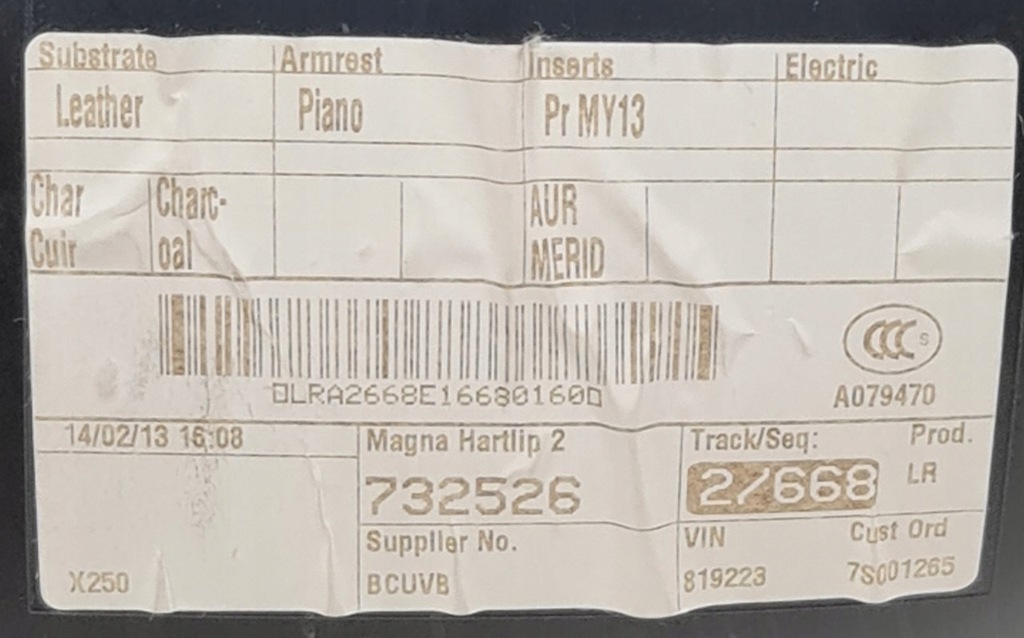 Substrate Armrest Inserts Electric
Leather Piano Pr MY13
Char Charc- AUR
Cuir oal MERID
CCC S
LRA2668E16680160
A079470
14/02/13 16:08 Magna Hartlip 2 Track/Seq: Prod.
732526 2/668 LR
Supplier No. VIN Cust Ord
X250 BCUVB 819223 7S001265